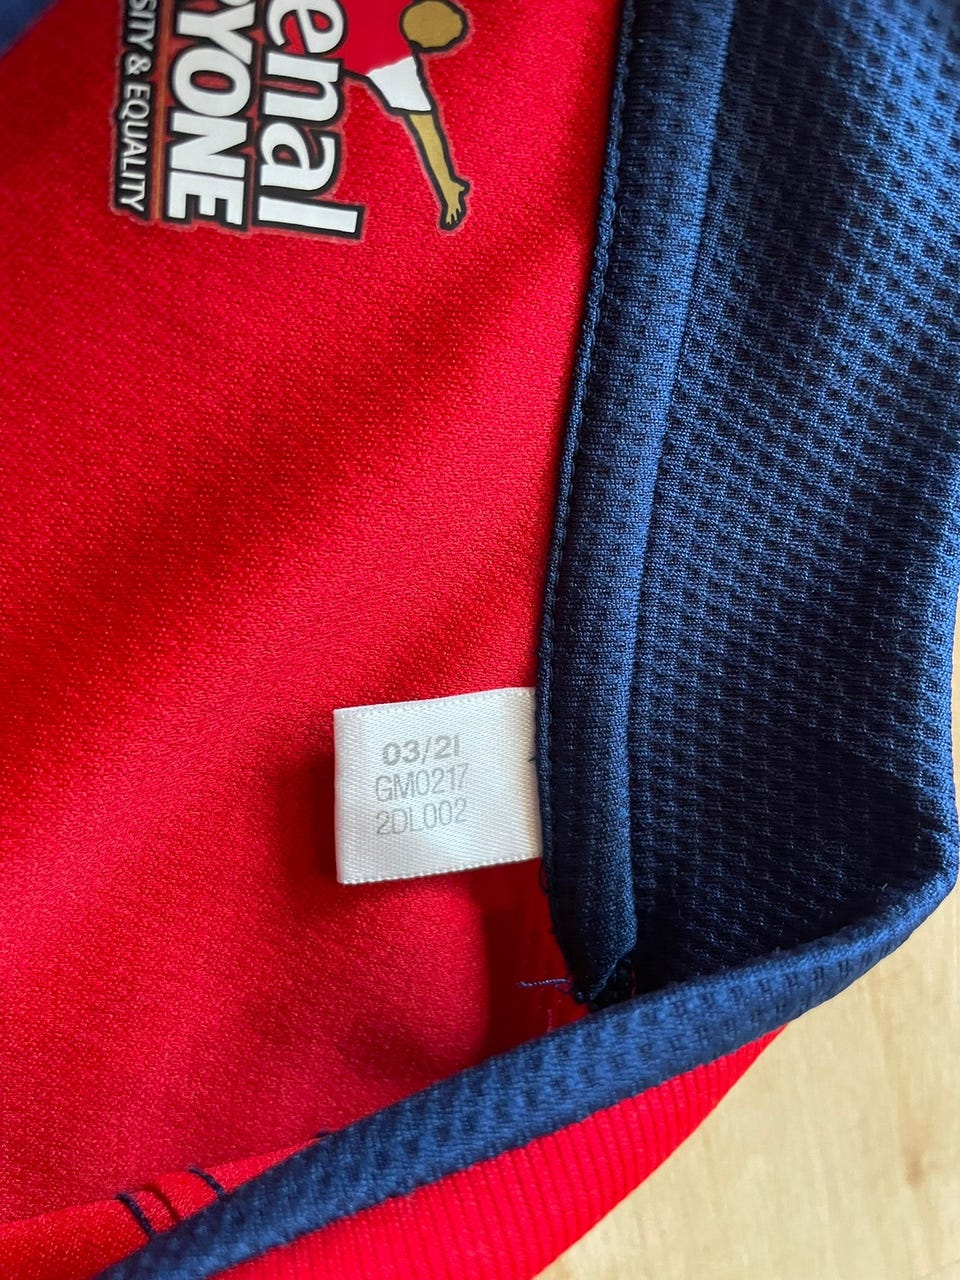 enal
YONE
SITY & EQUALITY
03/21
GM0217
2DL002